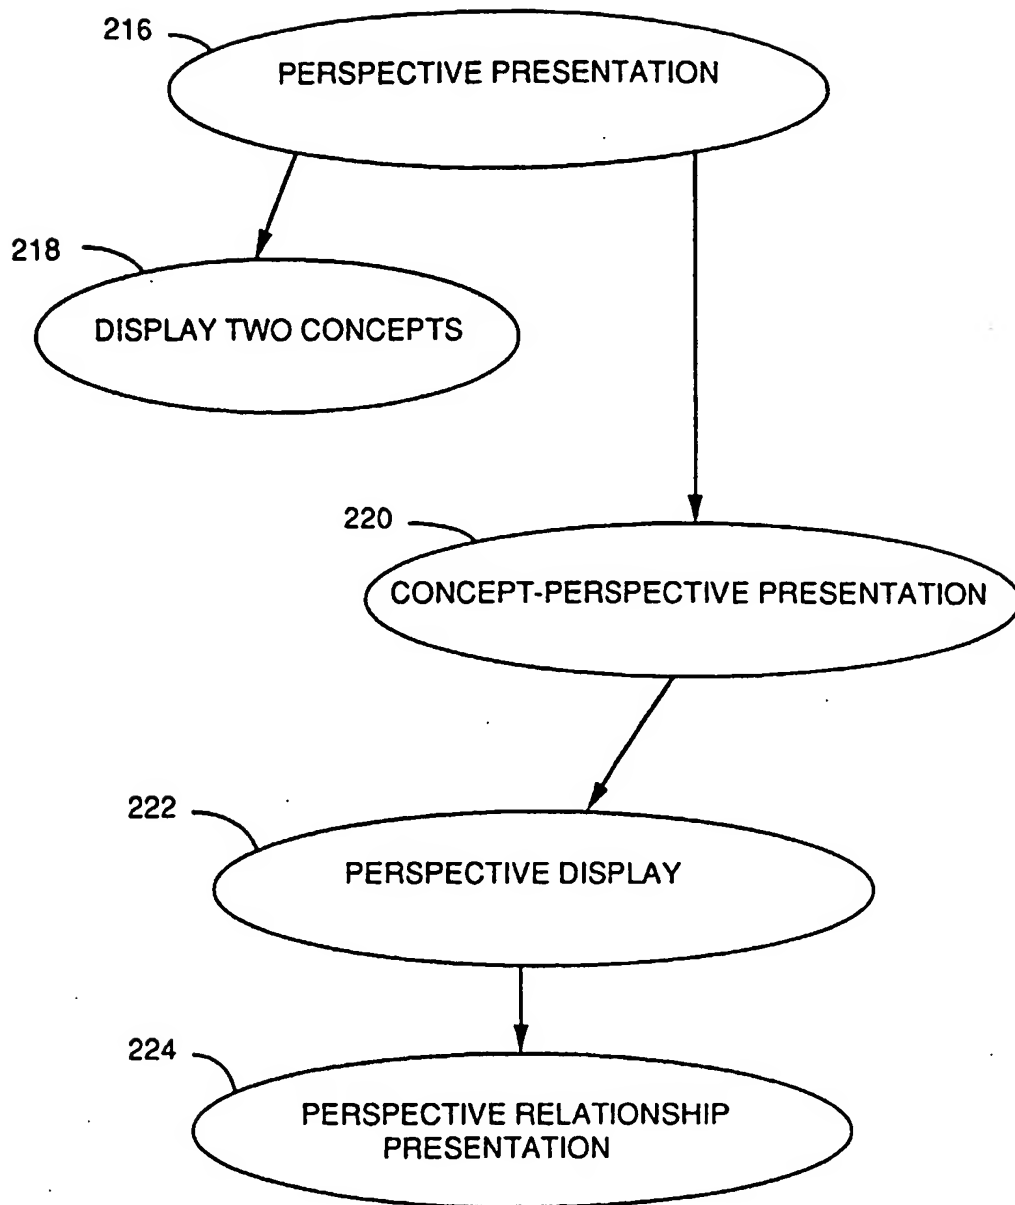 216
PERSPECTIVE PRESENTATION
218
DISPLAY TWO CONCEPTS
220
CONCEPT-PERSPECTIVE PRESENTATION
222
PERSPECTIVE DISPLAY
224
PERSPECTIVE RELATIONSHIP
PRESENTATION